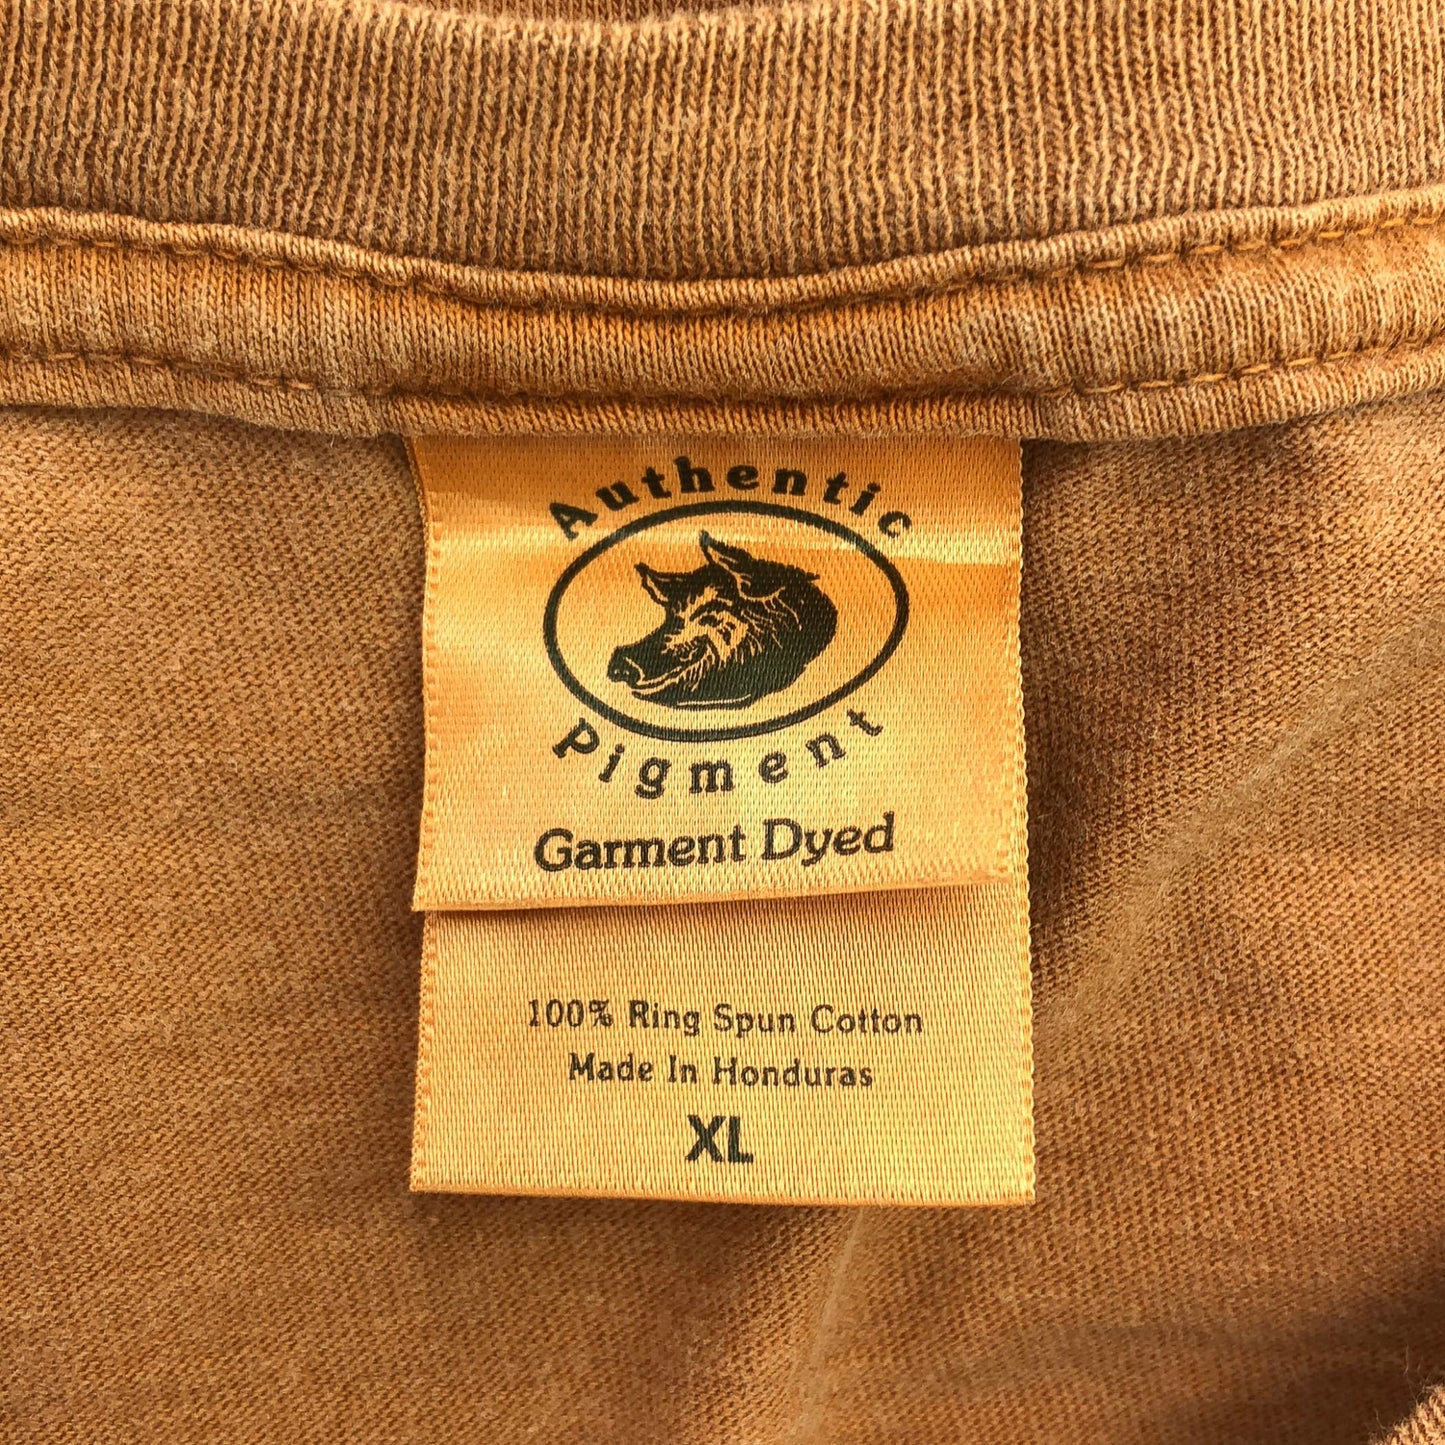 Authentic
Pigment
Garment Dyed
100% Ring Spun Cotton
Made In Honduras
XL